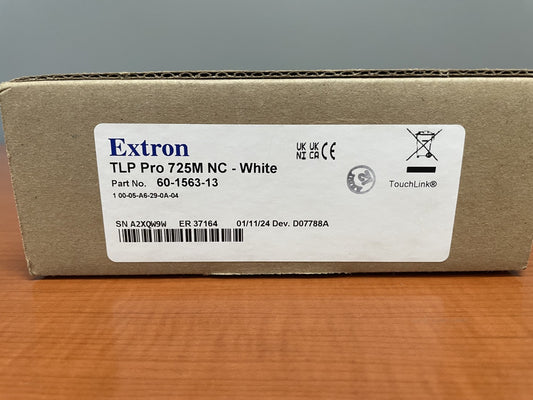 Extron
TLP Pro 725M NC - White
Part No. 60-1563-13
1 00-05-A6-29-0A-04
SN A2XQW9W ER 37164 01/11/24 Dev. D07788A
UK UK
NI CA CE
TouchLink®